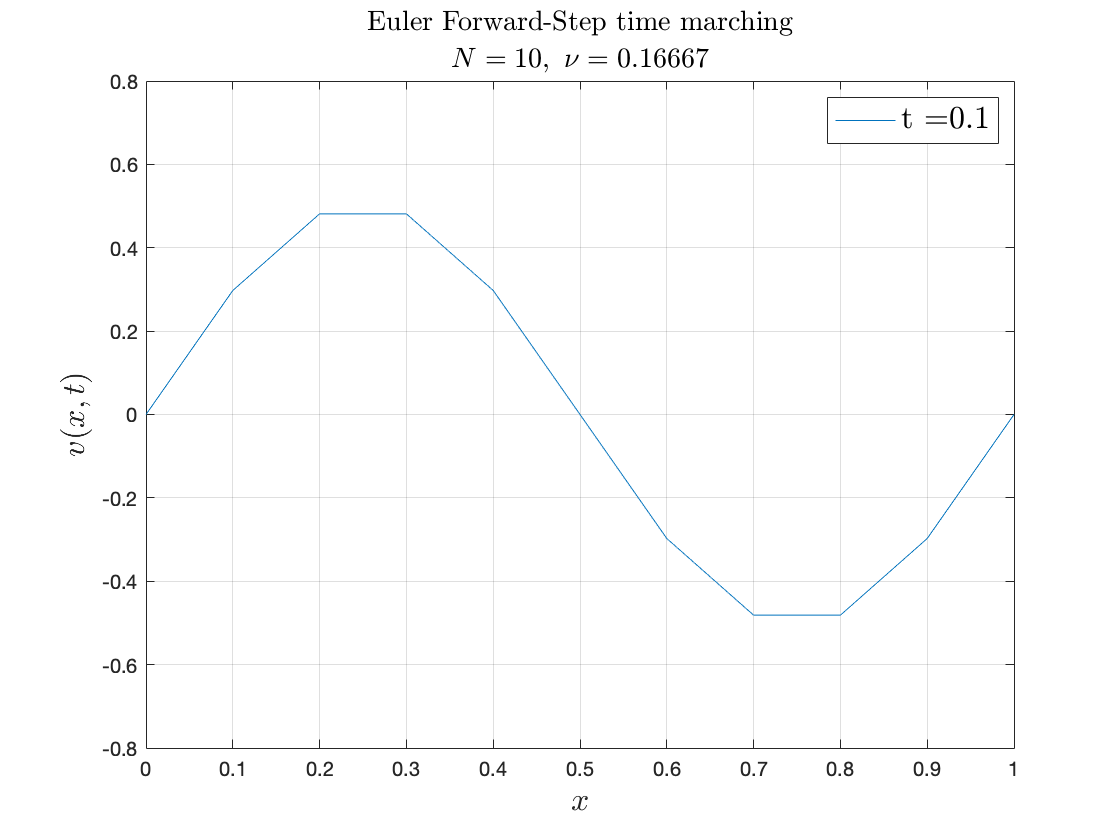 Euler Forward-Step time marching
N = 10, ν = 0.16667
t =0.1
v(x, t)
0.8
0.6
0.4
0.2
0
-0.2
-0.4
-0.6
-0.8
0 0.1 0.2 0.3 0.4 0.5 0.6 0.7 0.8 0.9 1
x